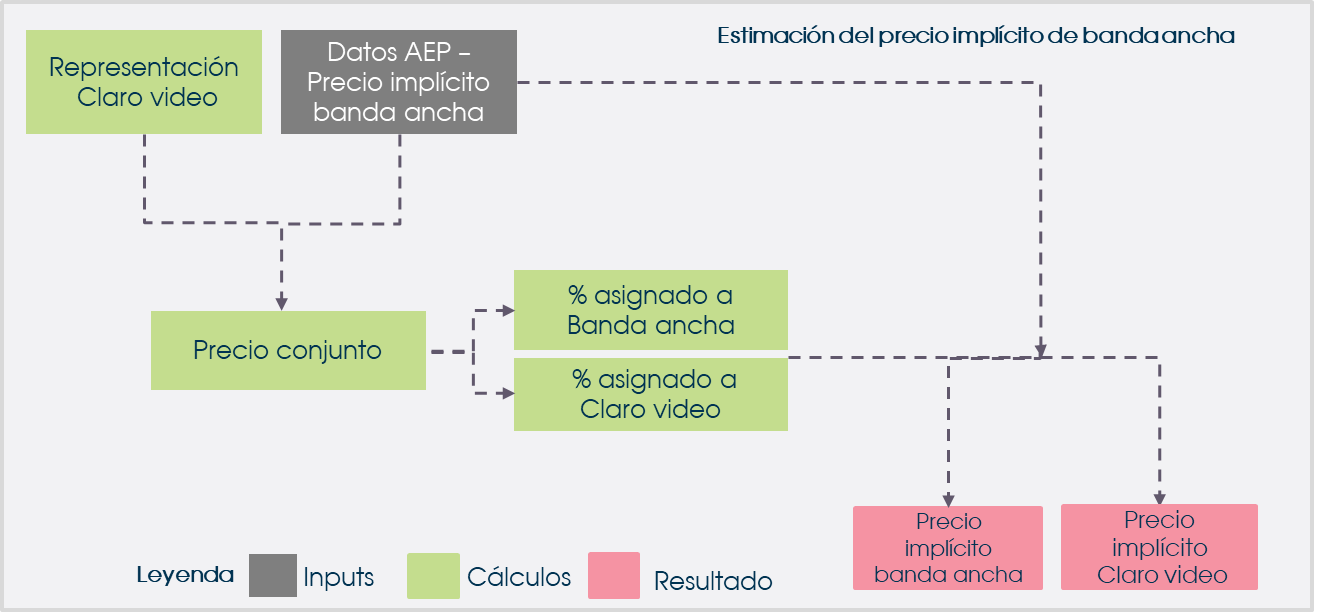 Estimación del precio implícito de banda ancha
Representación
Claro video
Datos AEP –
Precio implícito
banda ancha
Precio conjunto
% asignado a
Banda ancha
% asignado a
Claro video
Precio
implícito
banda ancha
Precio
implícito
Claro video
Leyenda
Inputs
Cálculos
Resultado